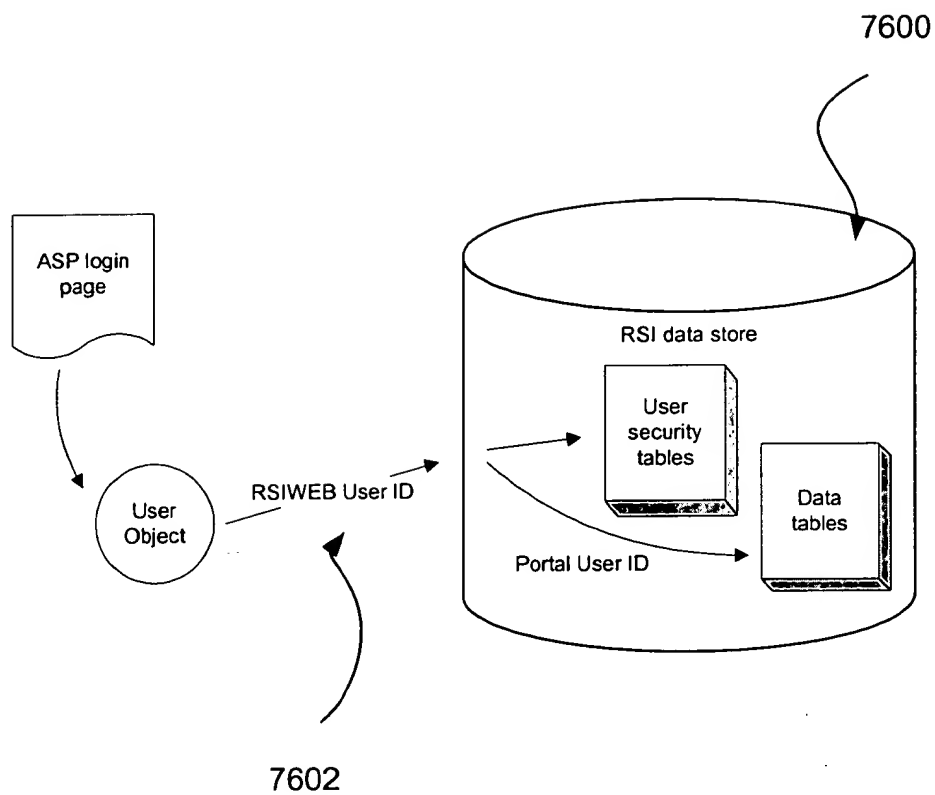 7600
ASP login
page
RSI data store
User
security
tables
User
Object
RSIWEB User ID
Data
tables
Portal User ID
7602